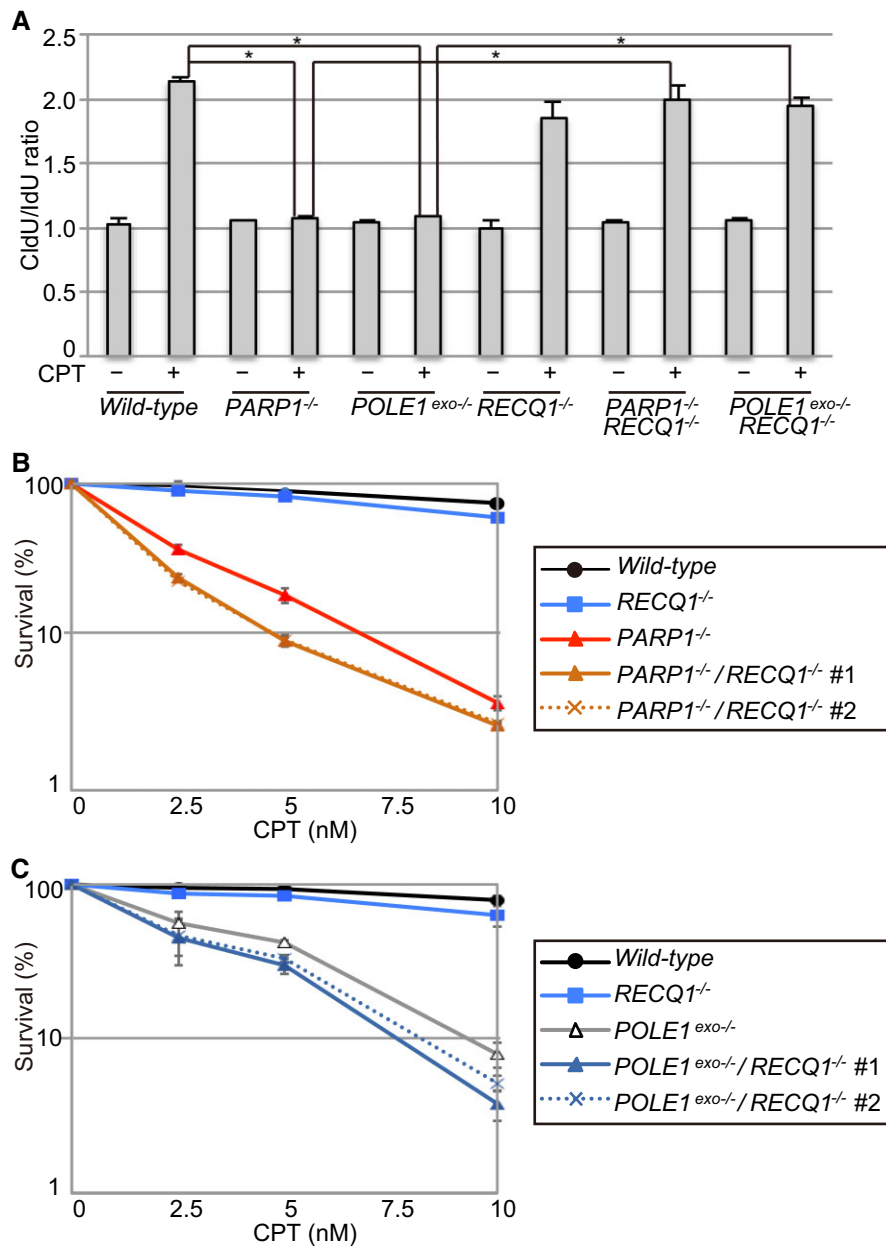 A
2.5
2.0
1.5
1.0
0.5
0
CldU/IdU ratio
* * * * 
CPT − + − + − + − + − + − +
Wild-type PARP1-/- POLE1exo-/- RECQ1-/- PARP1-/- POLE1exo-/-
RECQ1-/- RECQ1-/-
B
100
10
1
Survival (%)
0 2.5 5 7.5 10
CPT (nM)
Wild-type
RECQ1-/-
PARP1-/-
PARP1-/-/RECQ1-/- #1
PARP1-/-/RECQ1-/- #2
C
100
10
1
Survival (%)
0 2.5 5 7.5 10
CPT (nM)
Wild-type
RECQ1-/-
POLE1exo-/-
POLE1exo-/-/RECQ1-/- #1
POLE1exo-/-/RECQ1-/- #2